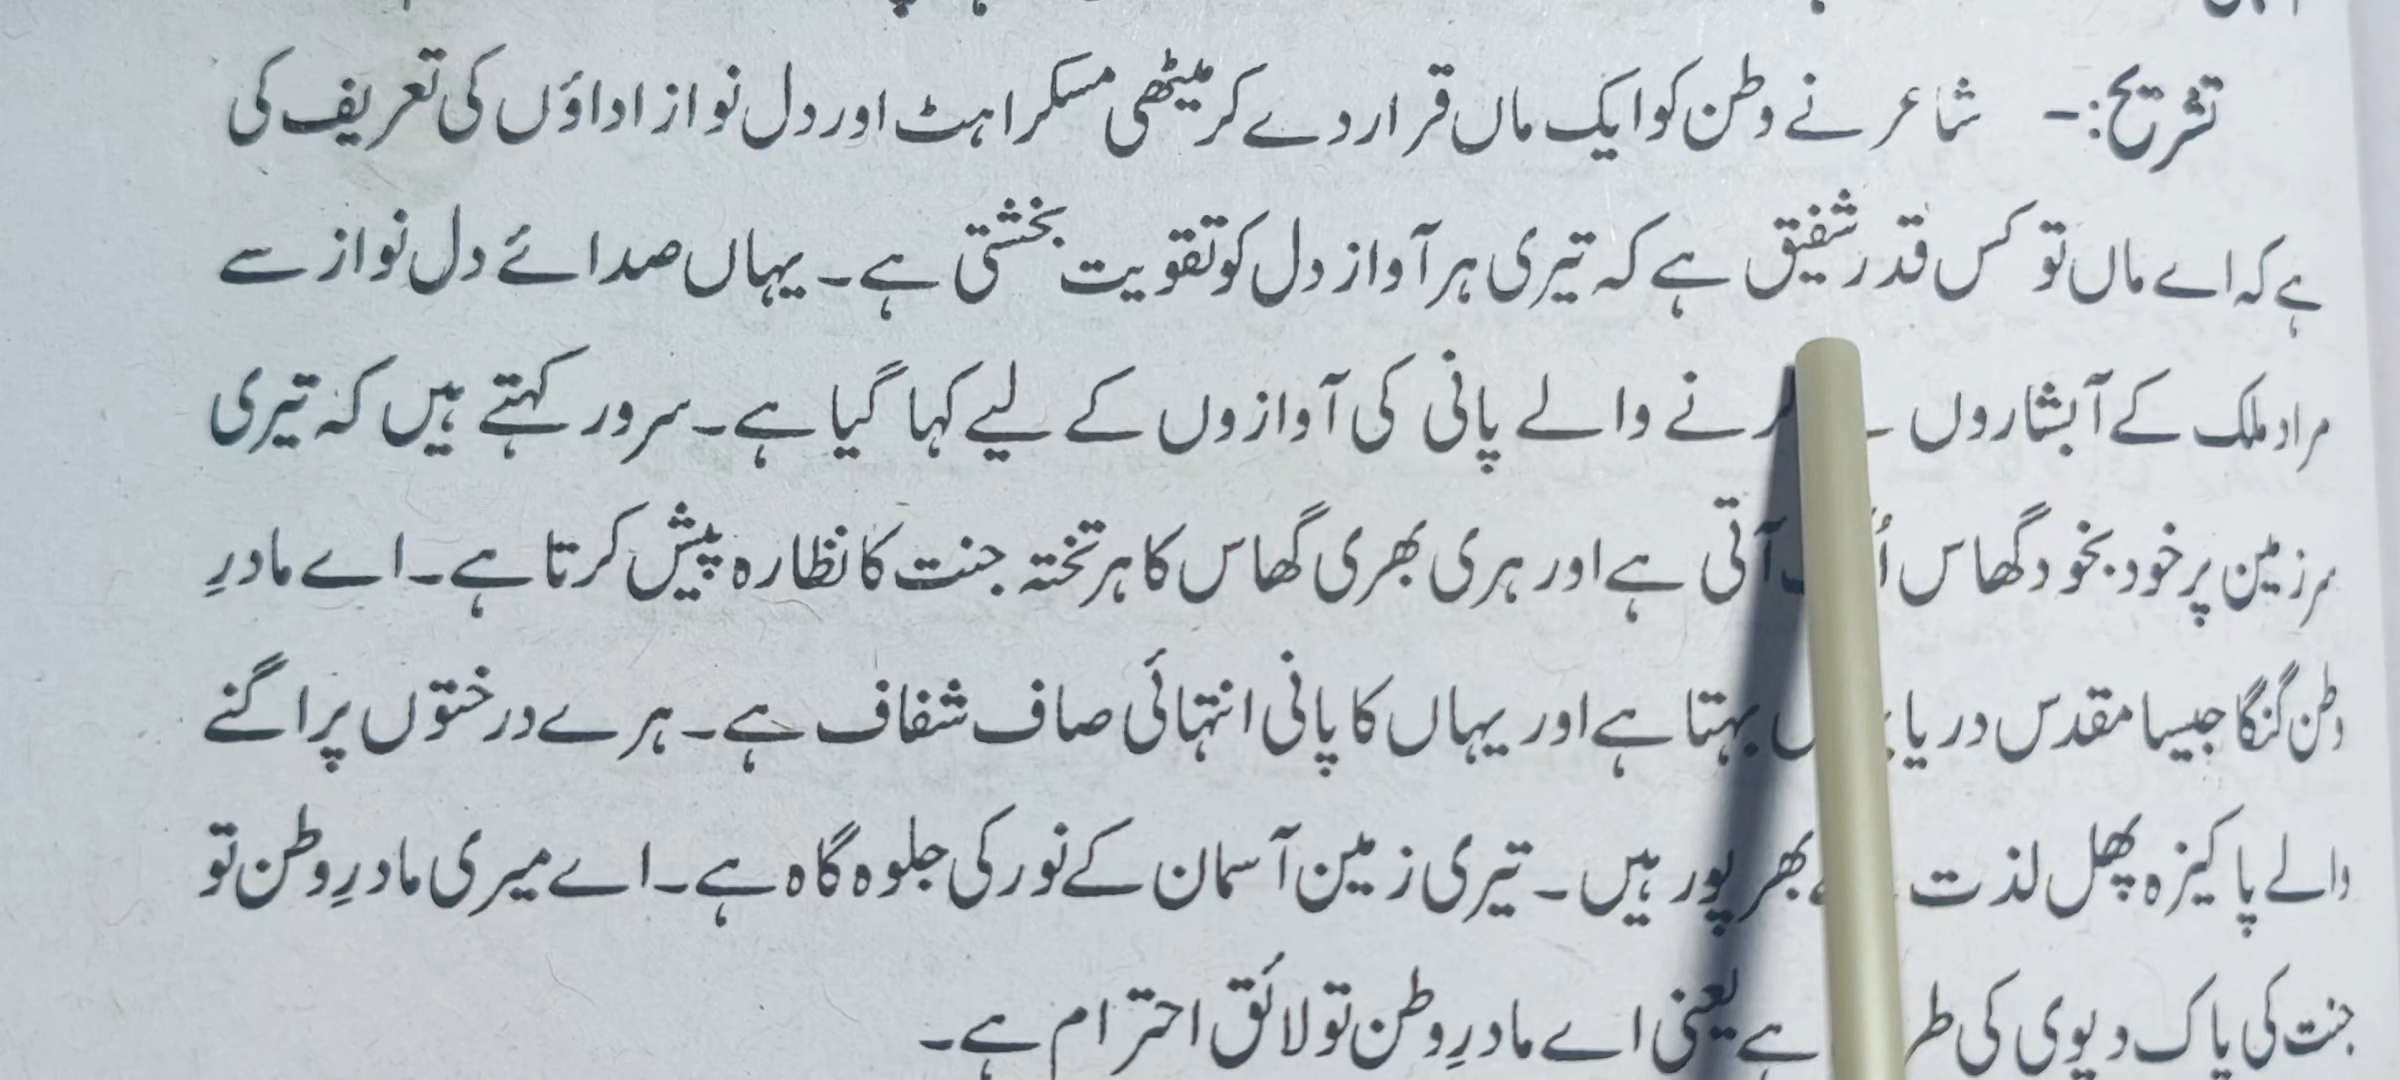 تشریح:- شاعر نے وطن کو ایک ماں قرار دے کر میٹھی مسکراہٹ اور دل نواز اداؤں کی تعریف کی
ہے کہ اے ماں تو کس قدر شفیق ہے کہ تیری ہر آواز دل کو تقویت بخشتی ہے۔ یہاں صدائے دل نواز سے
مراد ملک کے آبشاروں نے والے پانی کی آوازوں کے لیے کہا گیا ہے۔ سرور کہتے ہیں کہ تیری
سرزمین پر خود بخود گھاس آتی ہے اور ہری بھری گھاس کا ہر تختہ جنت کا نظارہ پیش کرتا ہے۔ اے مادرِ
وطن گنگا جیسا مقدس دریا بہتا ہے اور یہاں کا پانی انتہائی صاف شفاف ہے۔ ہرے درختوں پر اگنے
والے پاکیزہ پھل لذت بھرپور ہیں۔ تیری زمین آسمان کے نور کی جلوہ گاہ ہے۔ اے میری مادرِ وطن تو
جنت کی پاک دیوی کی ہے یعنی اے مادرِ وطن تو لائق احترام ہے۔